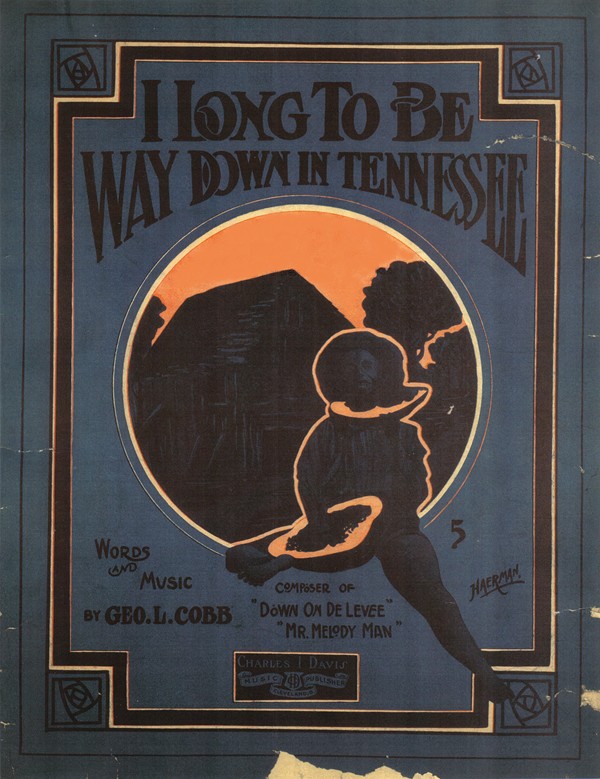 I LONG TO BE
WAY DOWN IN TENNESSEE
5
WORDS
AND
MUSIC
BY GEO. L. COBB
COMPOSER OF
"DOWN ON DE LEVEE"
"MR. MELODY MAN"
HAERMAN.
CHARLES I DAVIS
MUSIC PUBLISHER
CLEVELAND, O.